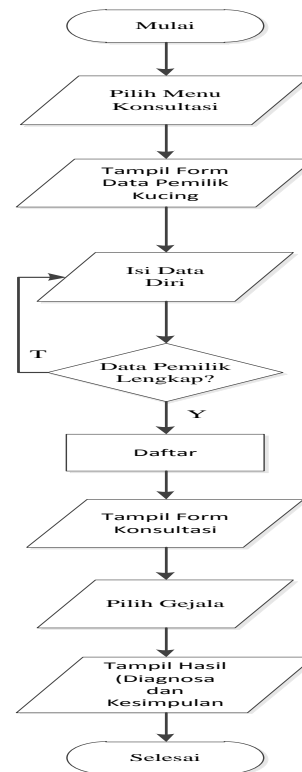 Mulai
Pilih Menu
Konsultasi
Tampil Form
Data Pemilik
Kucing
Isi Data
Diri
T
Data Pemilik
Lengkap?
Y
Daftar
Tampil Form
Konsultasi
Pilih Gejala
Tampil Hasil
(Diagnosa
dan
Kesimpulan
Selesai